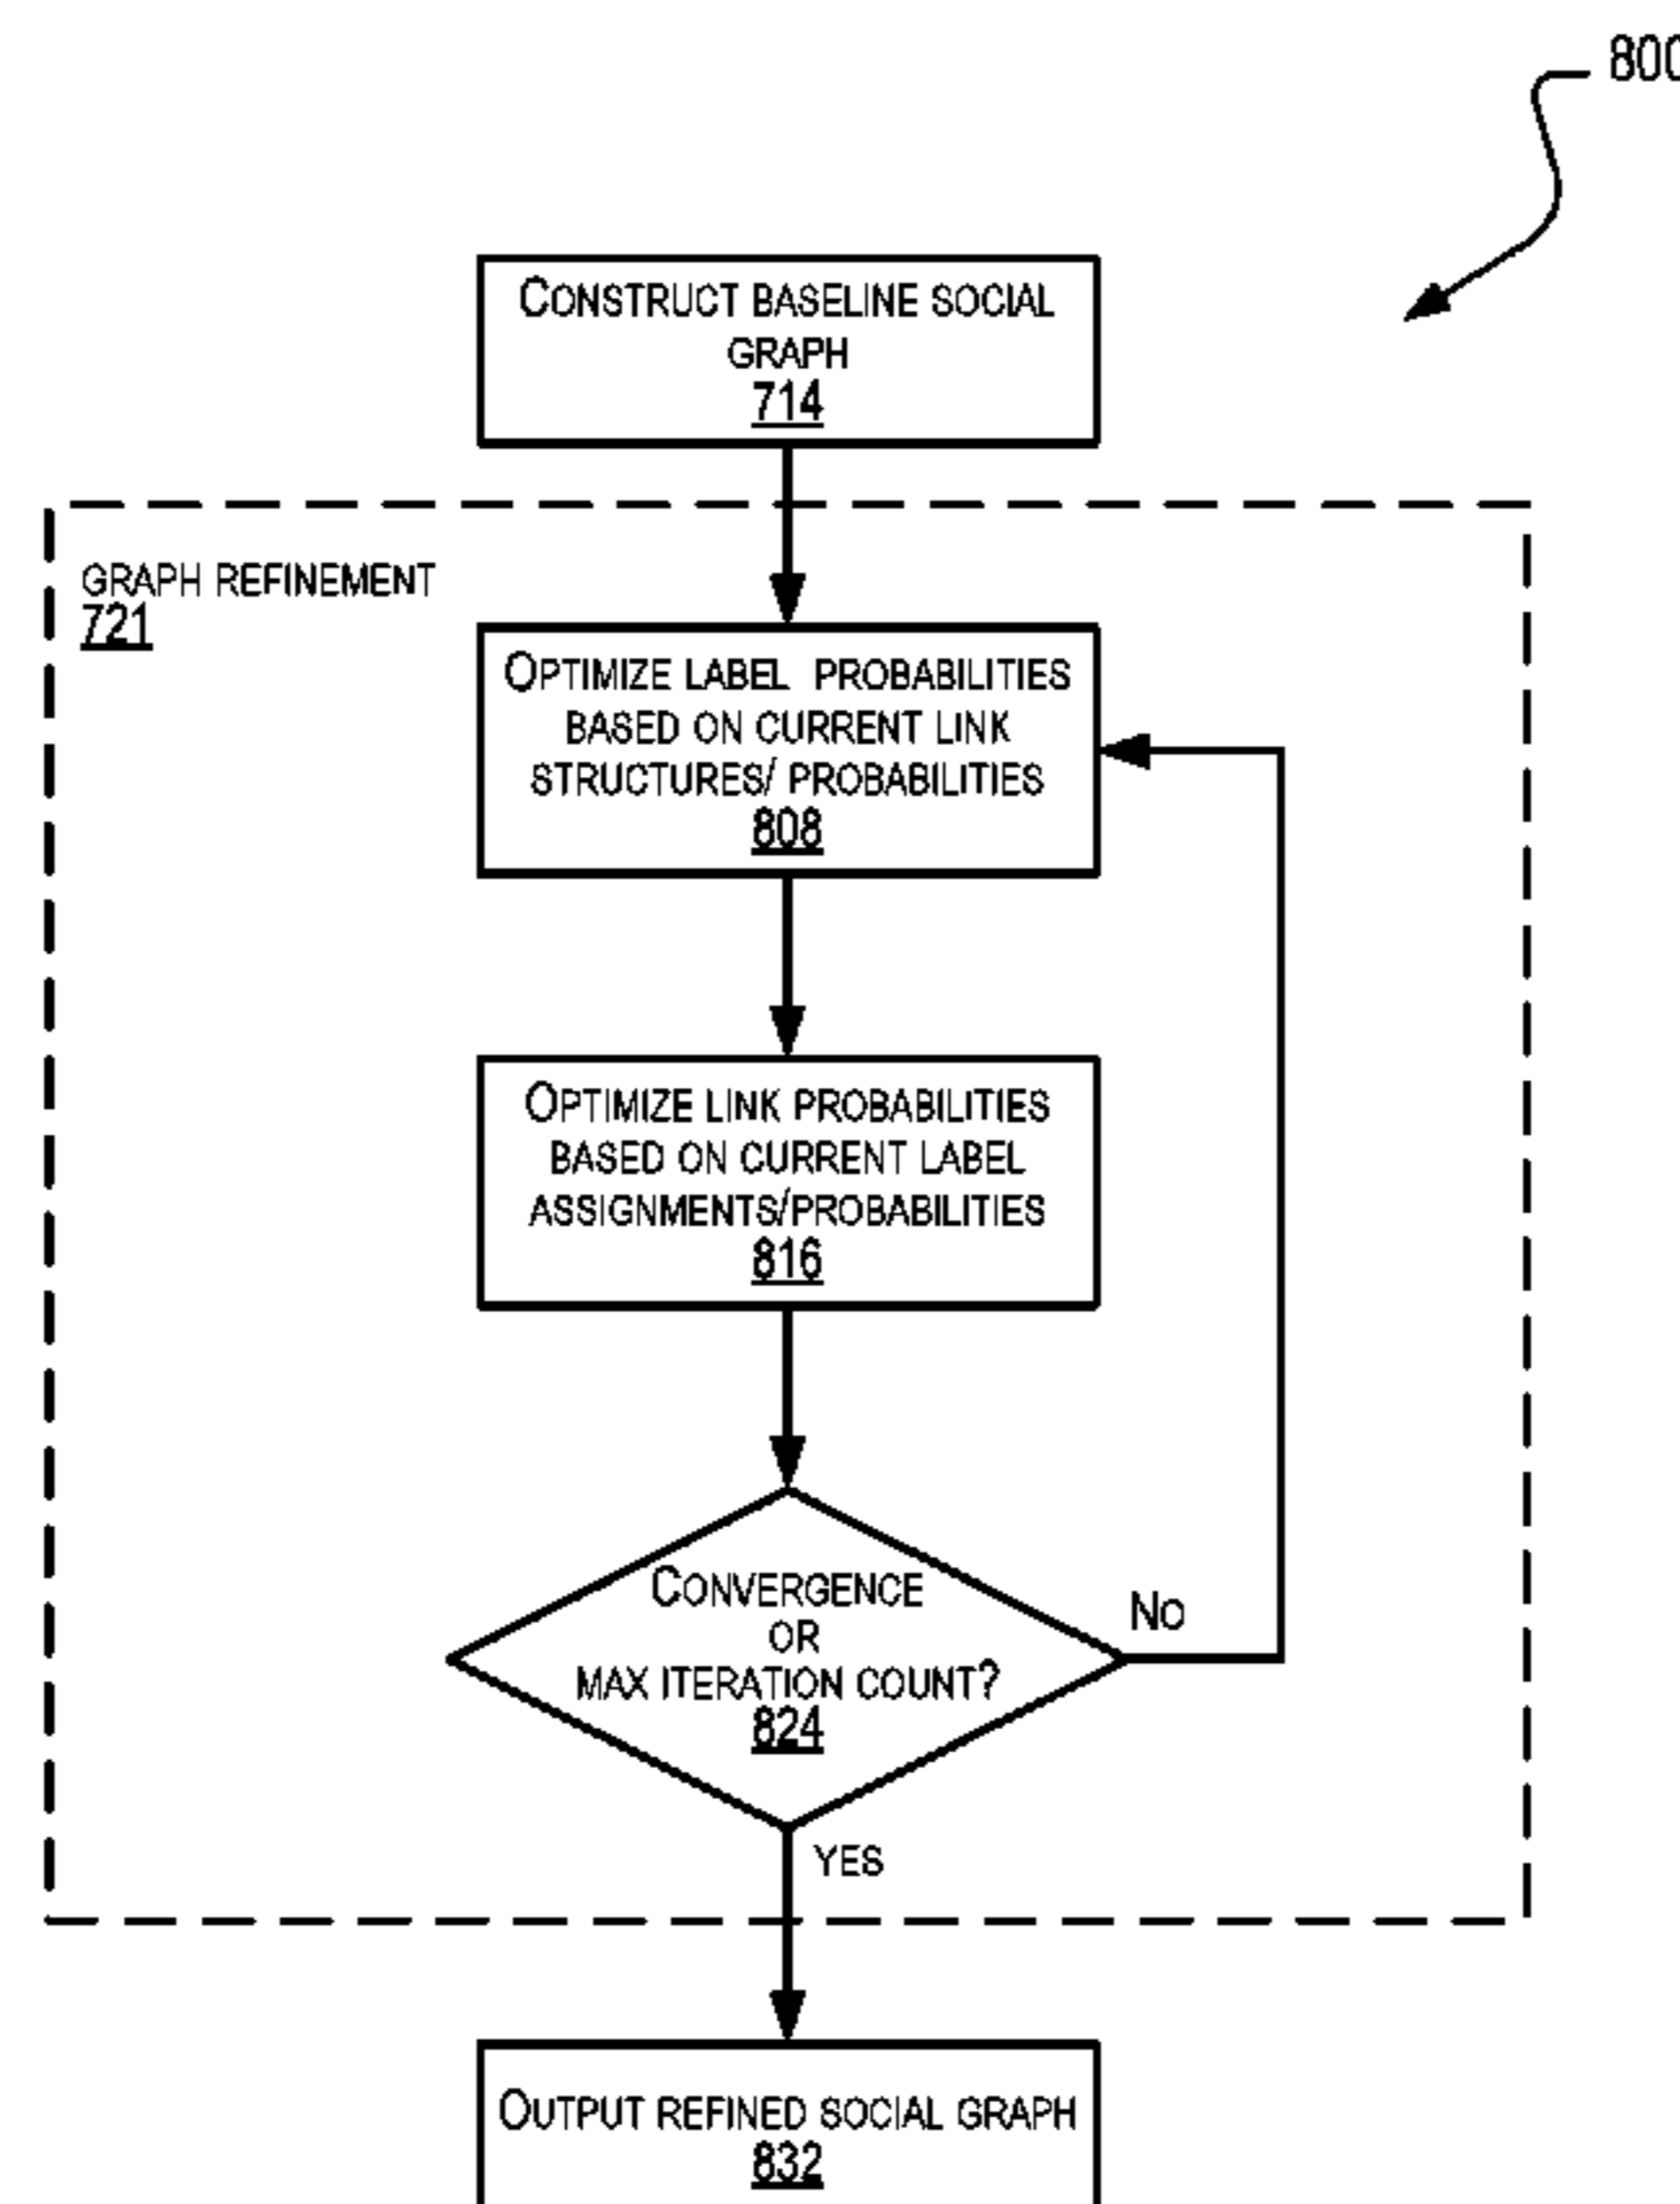 800
CONSTRUCT BASELINE SOCIAL
GRAPH
714
GRAPH REFINEMENT
721
OPTIMIZE LABEL PROBABILITIES
BASED ON CURRENT LINK
STRUCTURES/ PROBABILITIES
808
OPTIMIZE LINK PROBABILITIES
BASED ON CURRENT LABEL
ASSIGNMENTS/PROBABILITIES
816
CONVERGENCE
OR
MAX ITERATION COUNT?
824
NO
YES
OUTPUT REFINED SOCIAL GRAPH
832